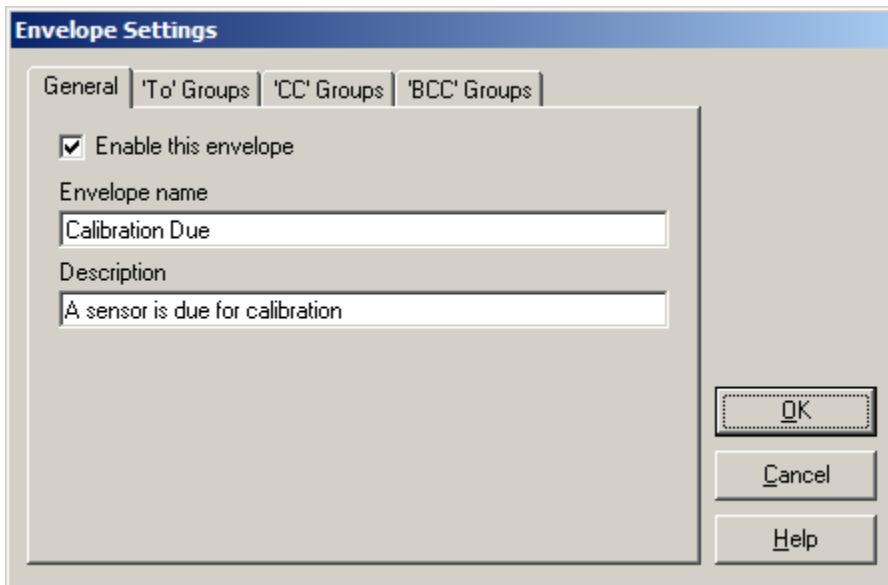 Envelope Settings
General 'To' Groups 'CC' Groups 'BCC' Groups
Enable this envelope
Envelope name
Calibration Due
Description
A sensor is due for calibration
OK
Cancel
Help